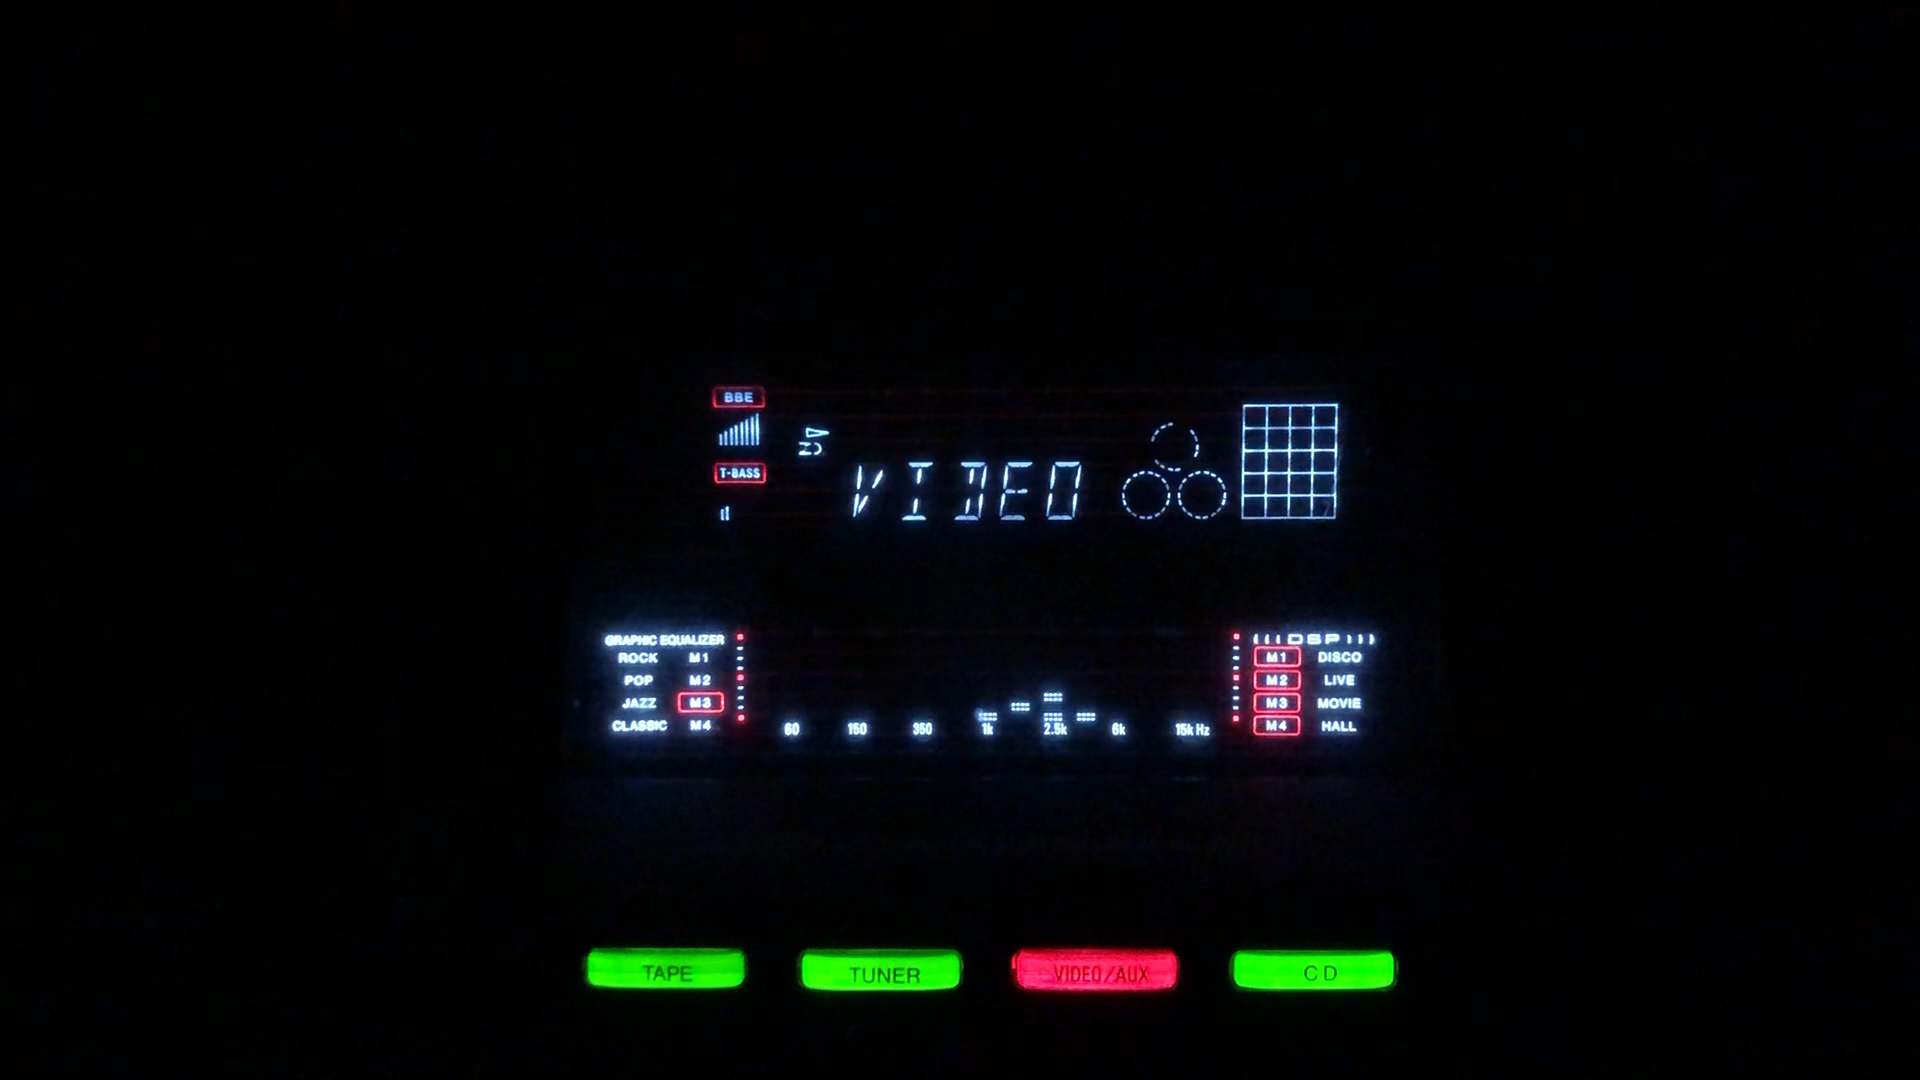 BBE
T-BASS
VIDEO
GRAPHIC EQUALIZER
ROCK M1
POP M2
JAZZ M3
CLASSIC M4
60 150 350 1k 2.5k 6k 15k Hz
DSP
M1 DISCO
M2 LIVE
M3 MOVIE
M4 HALL
TAPE TUNER VIDEO/AUX CD